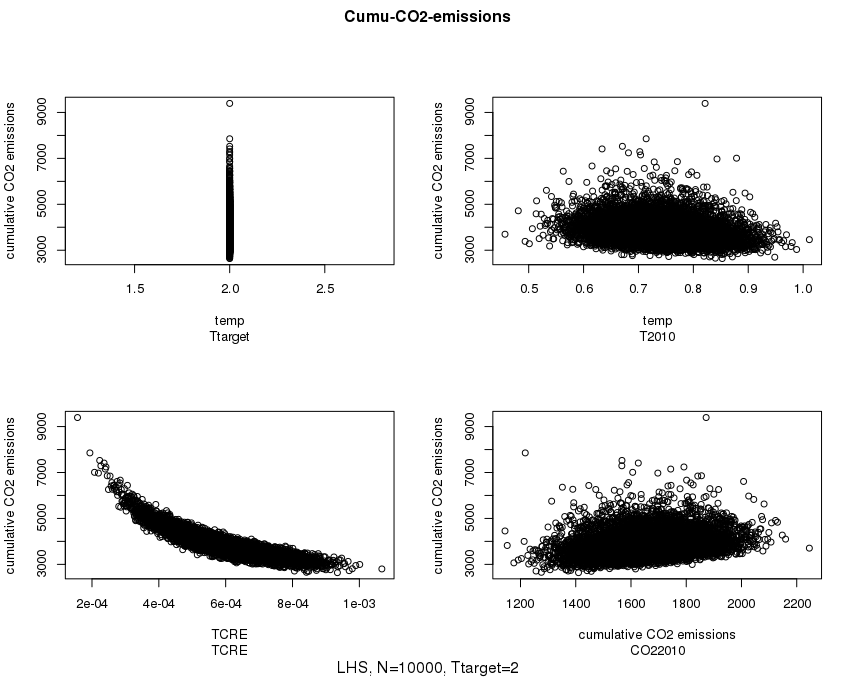 Cumu-CO2-emissions
cumulative CO2 emissions
3000 5000 7000 9000
1.5 2.0 2.5
temp
Ttarget
cumulative CO2 emissions
3000 5000 7000 9000
0.5 0.6 0.7 0.8 0.9 1.0
temp
T2010
cumulative CO2 emissions
3000 5000 7000 9000
2e-04 4e-04 6e-04 8e-04 1e-03
TCRE
TCRE
cumulative CO2 emissions
3000 5000 7000 9000
1200 1400 1600 1800 2000 2200
cumulative CO2 emissions
CO22010
LHS, N=10000, Ttarget=2